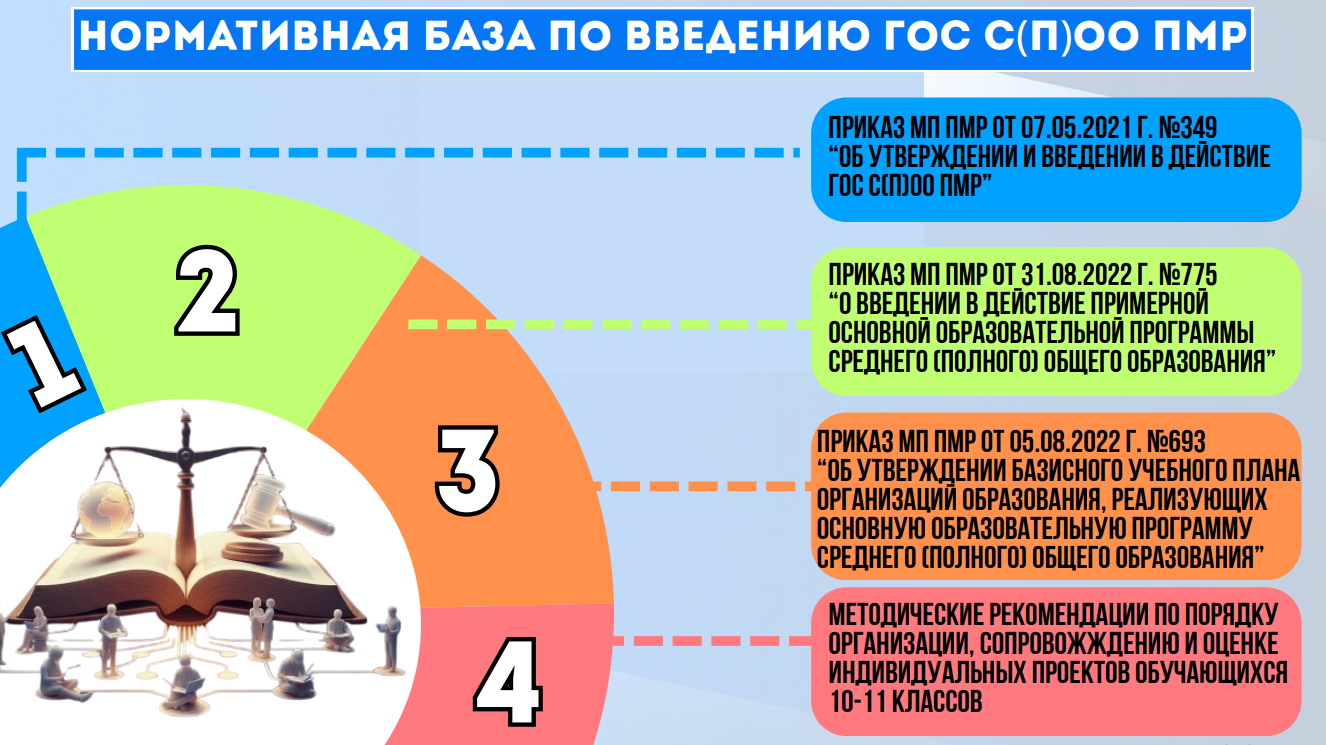 НОРМАТИВНАЯ БАЗА ПО ВВЕДЕНИЮ ГОС С(П)ОО ПМР
ПРИКАЗ МП ПМР ОТ 07.05.2021 Г. №349
“ОБ УТВЕРЖДЕНИИ И ВВЕДЕНИИ В ДЕЙСТВИЕ
ГОС С(П)ОО ПМР”
1
2
ПРИКАЗ МП ПМР ОТ 31.08.2022 Г. №775
“О ВВЕДЕНИИ В ДЕЙСТВИЕ ПРИМЕРНОЙ
ОСНОВНОЙ ОБРАЗОВАТЕЛЬНОЙ ПРОГРАММЫ
СРЕДНЕГО (ПОЛНОГО) ОБЩЕГО ОБРАЗОВАНИЯ”
3
ПРИКАЗ МП ПМР ОТ 05.08.2022 Г. №693
“ОБ УТВЕРЖДЕНИИ БАЗИСНОГО УЧЕБНОГО ПЛАНА
ОРГАНИЗАЦИЙ ОБРАЗОВАНИЯ, РЕАЛИЗУЮЩИХ
ОСНОВНУЮ ОБРАЗОВАТЕЛЬНУЮ ПРОГРАММУ
СРЕДНЕГО (ПОЛНОГО) ОБЩЕГО ОБРАЗОВАНИЯ”
4
МЕТОДИЧЕСКИЕ РЕКОМЕНДАЦИИ ПО ПОРЯДКУ
ОРГАНИЗАЦИИ, СОПРОВОЖЖДЕНИЮ И ОЦЕНКЕ
ИНДИВИДУАЛЬНЫХ ПРОЕКТОВ ОБУЧАЮЩИХСЯ
10-11 КЛАССОВ